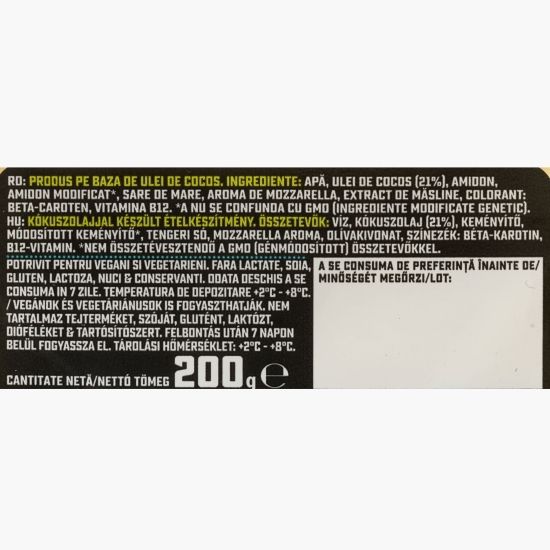 RO: PRODUS PE BAZA DE ULEI DE COCOS. INGREDIENTE: APĂ, ULEI DE COCOS (21%), AMIDON,
AMIDON MODIFICAT*, SARE DE MARE, AROMA DE MOZZARELLA, EXTRACT DE MĂSLINE, COLORANT:
BETA-CAROTEN, VITAMINA B12. *A NU SE CONFUNDA CU GMO (INGREDIENTE MODIFICATE GENETIC).
HU: KÓKUSZOLAJJAL KÉSZÜLT ÉTELKÉSZÍTMÉNY. ÖSSZETEVŐK: VÍZ, KÓKUSZOLAJ (21%), KEMÉNYÍTŐ,
MÓDOSÍTOTT KEMÉNYÍTŐ*, TENGERI SÓ, MOZZARELLA AROMA, OLÍVAKIVONAT, SZÍNEZÉK: BÉTA-KAROTIN,
B12-VITAMIN. *NEM ÖSSZETÉVESZTENDŐ A GMO (GÉNMÓDOSÍTOTT) ÖSSZETEVŐKKEL.
POTRIVIT PENTRU VEGANI SI VEGETARIENI. FARA LACTATE, SOIA,
GLUTEN, LACTOZA, NUCI & CONSERVANTI. ODATA DESCHIS A SE
CONSUMA IN 7 ZILE. TEMPERATURA DE DEPOZITARE +2°C - +8°C.
/ VEGÁNOK ÉS VEGETÁRIÁNUSOK IS FOGYASZTHATJÁK. NEM
TARTALMAZ TEJTERMÉKET, SZÓJÁT, GLUTÉNT, LAKTÓZT,
DIÓFÉLÉKET & TARTÓSÍTÓSZERT. FELBONTÁS UTÁN 7 NAPON
BELÜL FOGYASSZA EL. TÁROLÁSI HŐMÉRSÉKLET: +2°C - +8°C.
CANTITATE NETĂ/NETTÓ TÖMEG 200g e
A SE CONSUMA DE PREFERINȚĂ ÎNAINTE DE/
MINŐSÉGÉT MEGŐRZI/LOT: